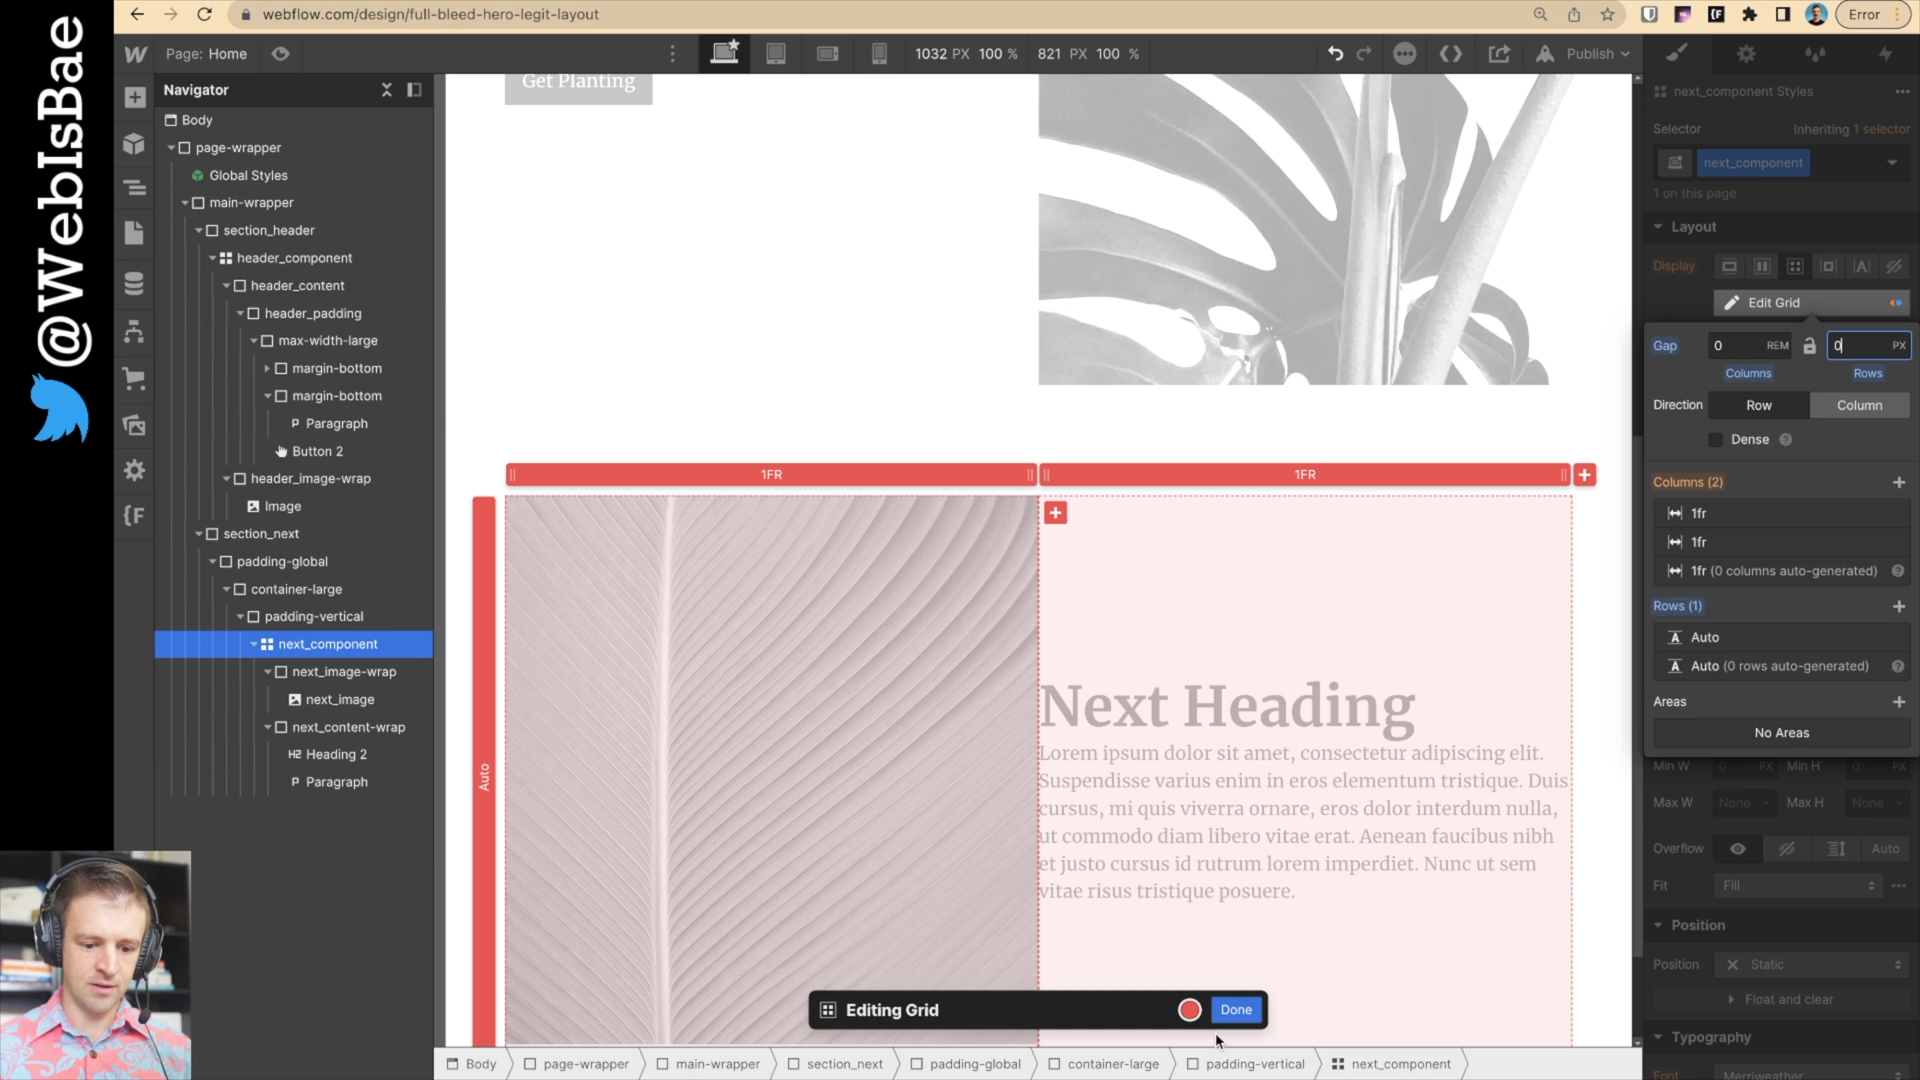 webflow.com/design/full-bleed-hero-legit-layout
Error
@WebIsBae
Page: Home
1032 PX 100 %
821 PX 100 %
Publish
Navigator
Body
page-wrapper
Global Styles
main-wrapper
section_header
header_component
header_content
header_padding
max-width-large
margin-bottom
margin-bottom
Paragraph
Button 2
header_image-wrap
Image
section_next
padding-global
container-large
padding-vertical
next_component
next_image-wrap
next_image
next_content-wrap
H2 Heading 2
P Paragraph
Get Planting
1FR
1FR
Auto
Next Heading
Lorem ipsum dolor sit amet, consectetur adipiscing elit.
Suspendisse varius enim in eros elementum tristique. Duis
cursus, mi quis viverra ornare, eros dolor interdum nulla,
ut commodo diam libero vitae erat. Aenean faucibus nibh
et justo cursus id rutrum lorem imperdiet. Nunc ut sem
vitae risus tristique posuere.
Editing Grid
Done
Body
page-wrapper
main-wrapper
section_next
padding-global
container-large
padding-vertical
next_component
next_component Styles
Selector
Inheriting 1 selector
next_component
1 on this page
Layout
Display
Edit Grid
Gap
0 REM
0 PX
Columns
Rows
Direction
Row
Column
Dense
Columns (2)
1fr
1fr
1fr (0 columns auto-generated)
Rows (1)
Auto
Auto (0 rows auto-generated)
Areas
No Areas
Min W 0 PX Min H 0 PX
Max W None - Max H None -
Overflow
Auto
Fit
Fill
Position
Position
Static
Float and clear
Typography
Font
Merriweather